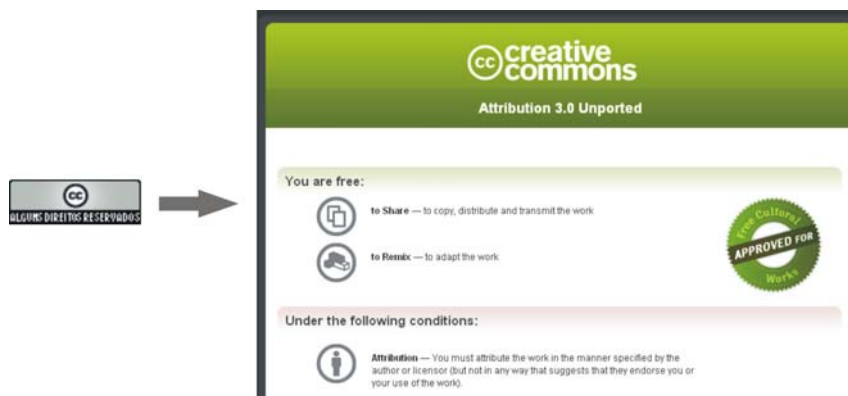 cc
ALGUNS DIREITOS RESERVADOS
cc creative
commons
Attribution 3.0 Unported
You are free:
to Share — to copy, distribute and transmit the work
to Remix — to adapt the work
Free Cultural
APPROVED FOR
Works
Under the following conditions:
Attribution — You must attribute the work in the manner specified by the
author or licensor (but not in any way that suggests that they endorse you or
your use of the work).